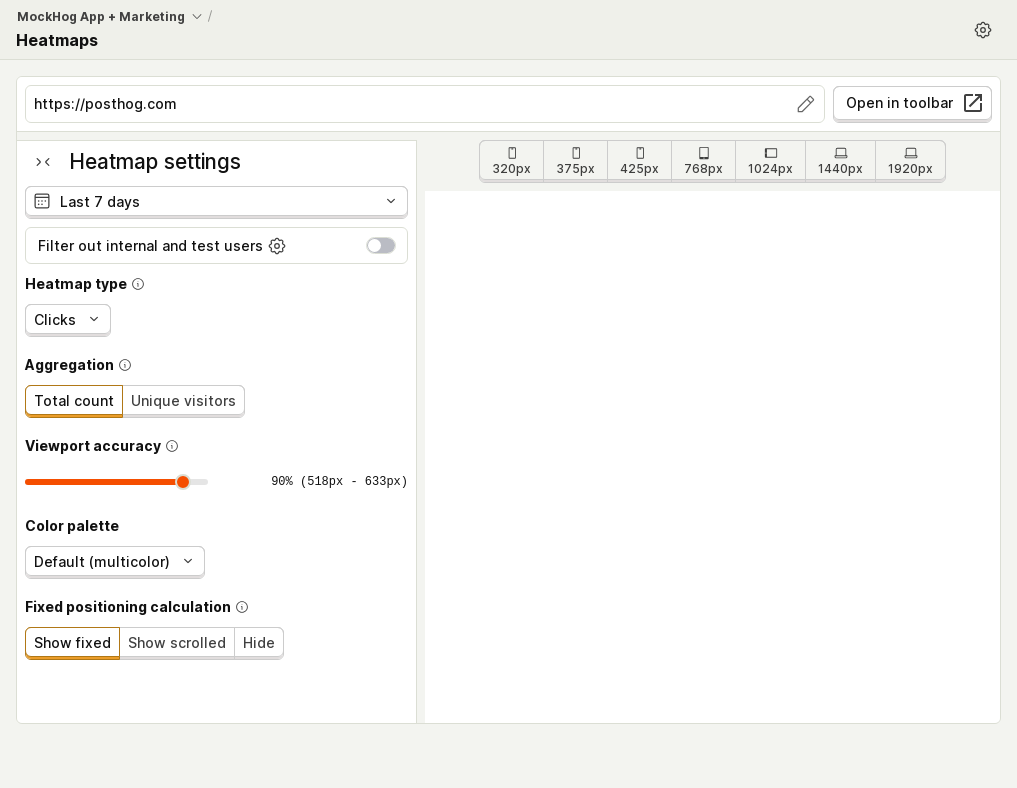 MockHog App + Marketing /
Heatmaps
https://posthog.com
Open in toolbar
Heatmap settings
320px 375px 425px 768px 1024px 1440px 1920px
Last 7 days
Filter out internal and test users
Heatmap type
Clicks
Aggregation
Total count Unique visitors
Viewport accuracy
90% (518px - 633px)
Color palette
Default (multicolor)
Fixed positioning calculation
Show fixed Show scrolled Hide